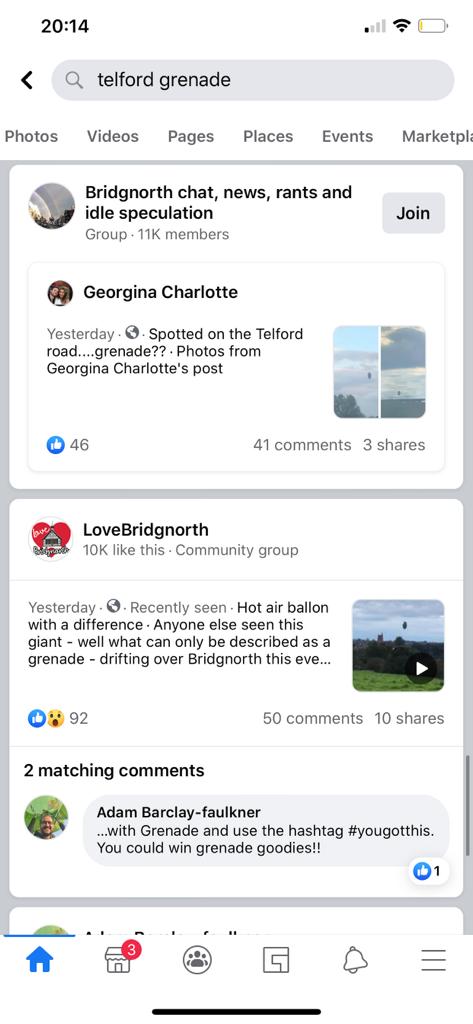 20:14
telford grenade
Photos Videos Pages Places Events Marketpla
Bridgnorth chat, news, rants and
idle speculation
Group · 11K members
Join
Georgina Charlotte
Yesterday · · Spotted on the Telford
road....grenade?? · Photos from
Georgina Charlotte's post
46
41 comments 3 shares
LoveBridgnorth
10K like this · Community group
Yesterday · · Recently seen · Hot air ballon
with a difference · Anyone else seen this
giant - well what can only be described as a
grenade - drifting over Bridgnorth this eve...
92
50 comments 10 shares
2 matching comments
Adam Barclay-faulkner
...with Grenade and use the hashtag #yougotthis.
You could win grenade goodies!!
1
3